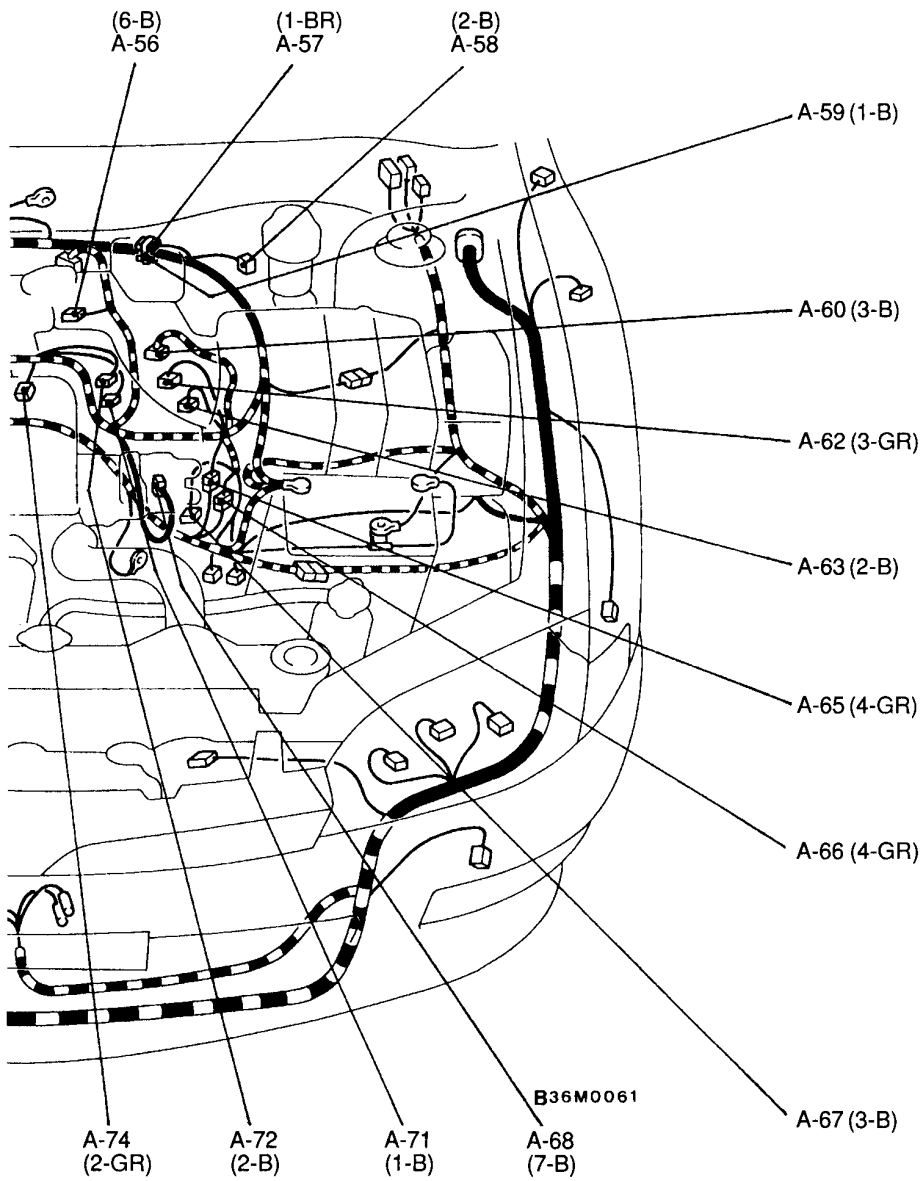 (6-B)
A-56
(1-BR)
A-57
(2-B)
A-58
A-59 (1-B)
A-60 (3-B)
A-62 (3-GR)
A-63 (2-B)
A-65 (4-GR)
A-66 (4-GR)
A-67 (3-B)
B36M0061
A-74
(2-GR)
A-72
(2-B)
A-71
(1-B)
A-68
(7-B)